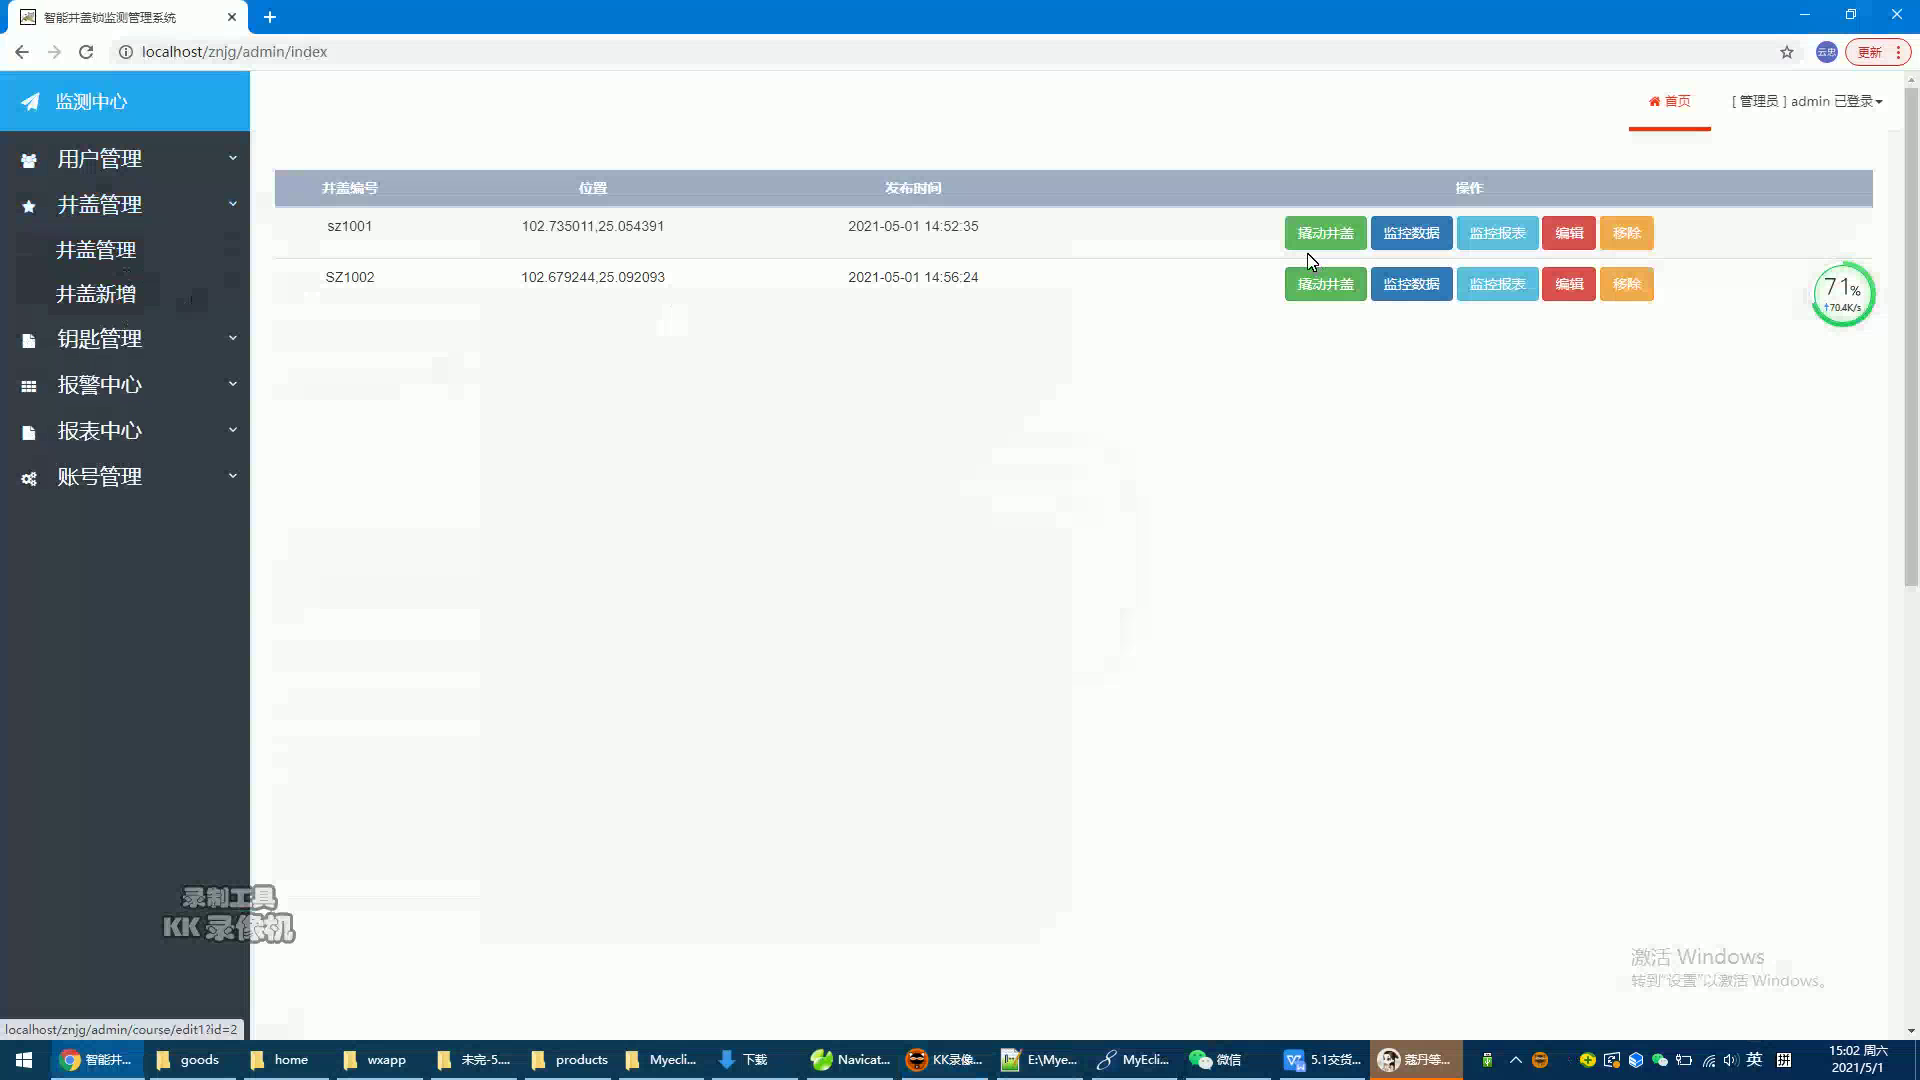 智能井盖锁监测管理系统
localhost/znjg/admin/index
更新
监测中心
首页
[ 管理员 ] admin 已登录
用户管理
井盖管理
井盖管理
井盖新增
钥匙管理
报警中心
报表中心
账号管理
井盖编号 位置 发布时间 操作
sz1001 102.735011,25.054391 2021-05-01 14:52:35 撬动井盖 监控数据 监控报表 编辑 移除
SZ1002 102.679244,25.092093 2021-05-01 14:56:24 撬动井盖 监控数据 监控报表 编辑 移除
71%
↑70.4K/s
录制工具
KK 录像机
激活 Windows
转到“设置”以激活 Windows。
localhost/znjg/admin/course/edit1?id=2
智能井... goods home wxapp 未完-5.... products Myecli... 下载 Navicat... KK录像... E:\Mye... MyEcli... 微信 5.1交货... 蔻丹等... 英 拼
15:02 周六
2021/5/1